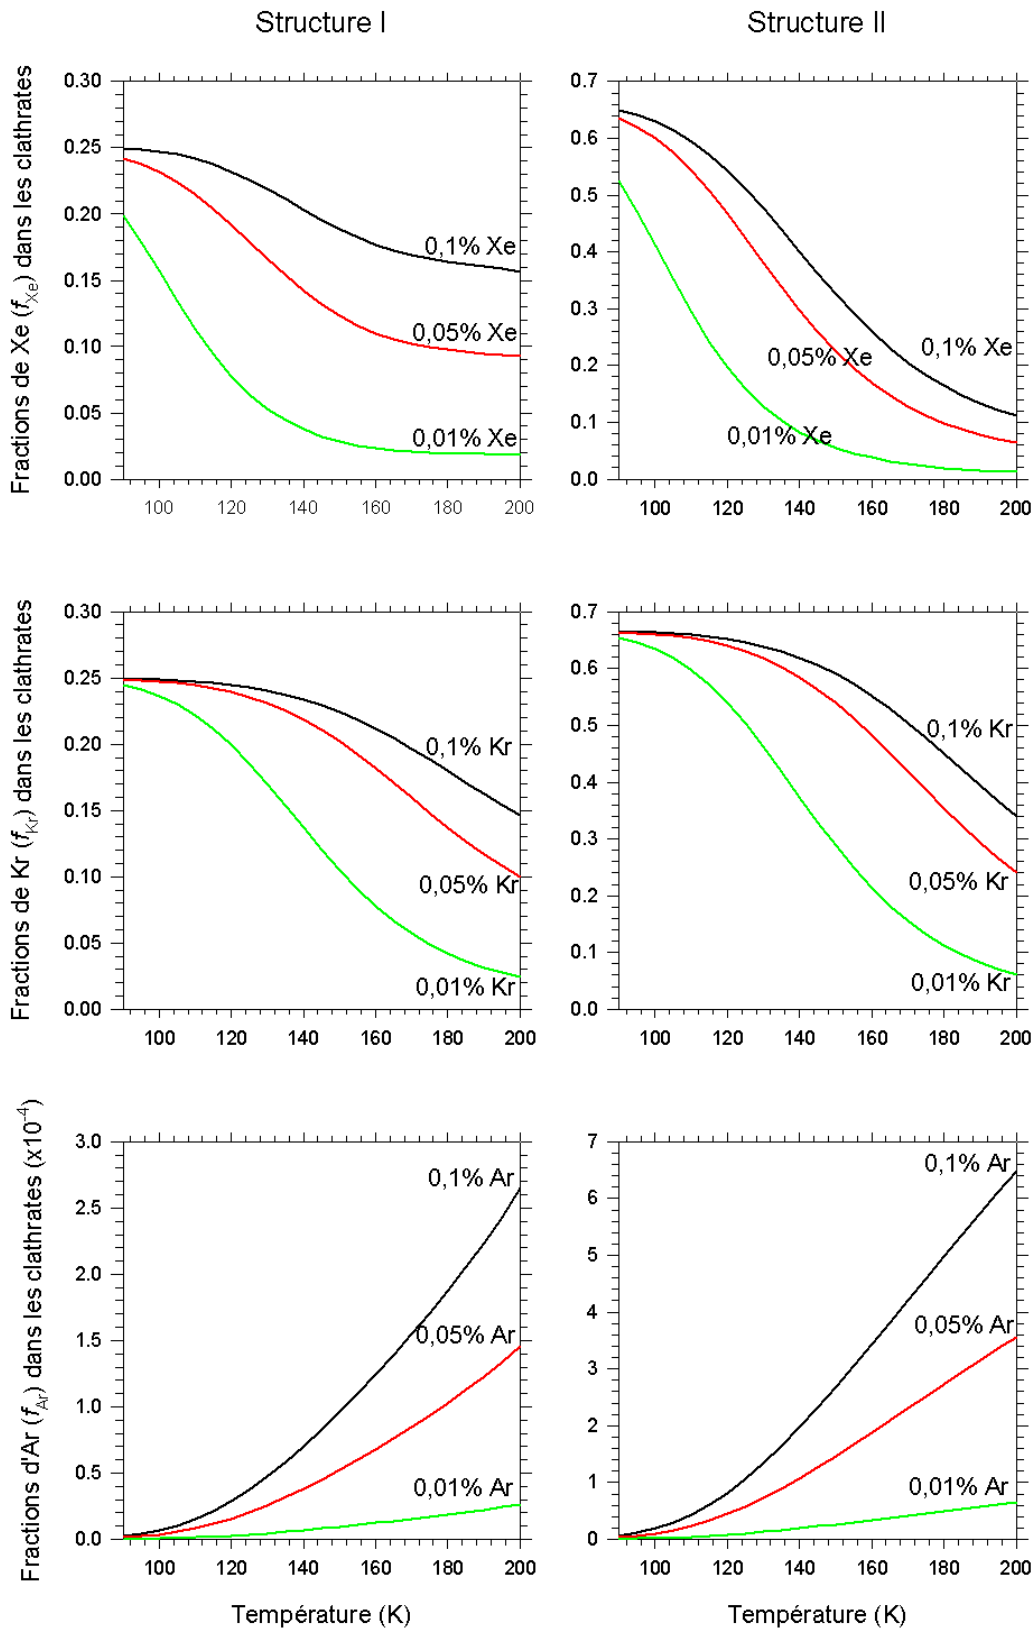 Structure I
Structure II
Fractions de Xe (fXe) dans les clathrates
0.30
0.25
0.20
0.15
0.10
0.05
0.00
0,1% Xe
0,05% Xe
0,01% Xe
100 120 140 160 180 200
0.7
0.6
0.5
0.4
0.3
0.2
0.1
0.0
0,1% Xe
0,05% Xe
0,01% Xe
100 120 140 160 180 200
Fractions de Kr (fKr) dans les clathrates
0.30
0.25
0.20
0.15
0.10
0.05
0.00
0,1% Kr
0,05% Kr
0,01% Kr
100 120 140 160 180 200
0.7
0.6
0.5
0.4
0.3
0.2
0.1
0.0
0,1% Kr
0,05% Kr
0,01% Kr
100 120 140 160 180 200
Fractions d'Ar (fAr) dans les clathrates (x10-4)
3.0
2.5
2.0
1.5
1.0
0.5
0.0
0,1% Ar
0,05% Ar
0,01% Ar
100 120 140 160 180 200
Température (K)
7
6
5
4
3
2
1
0
0,1% Ar
0,05% Ar
0,01% Ar
100 120 140 160 180 200
Température (K)